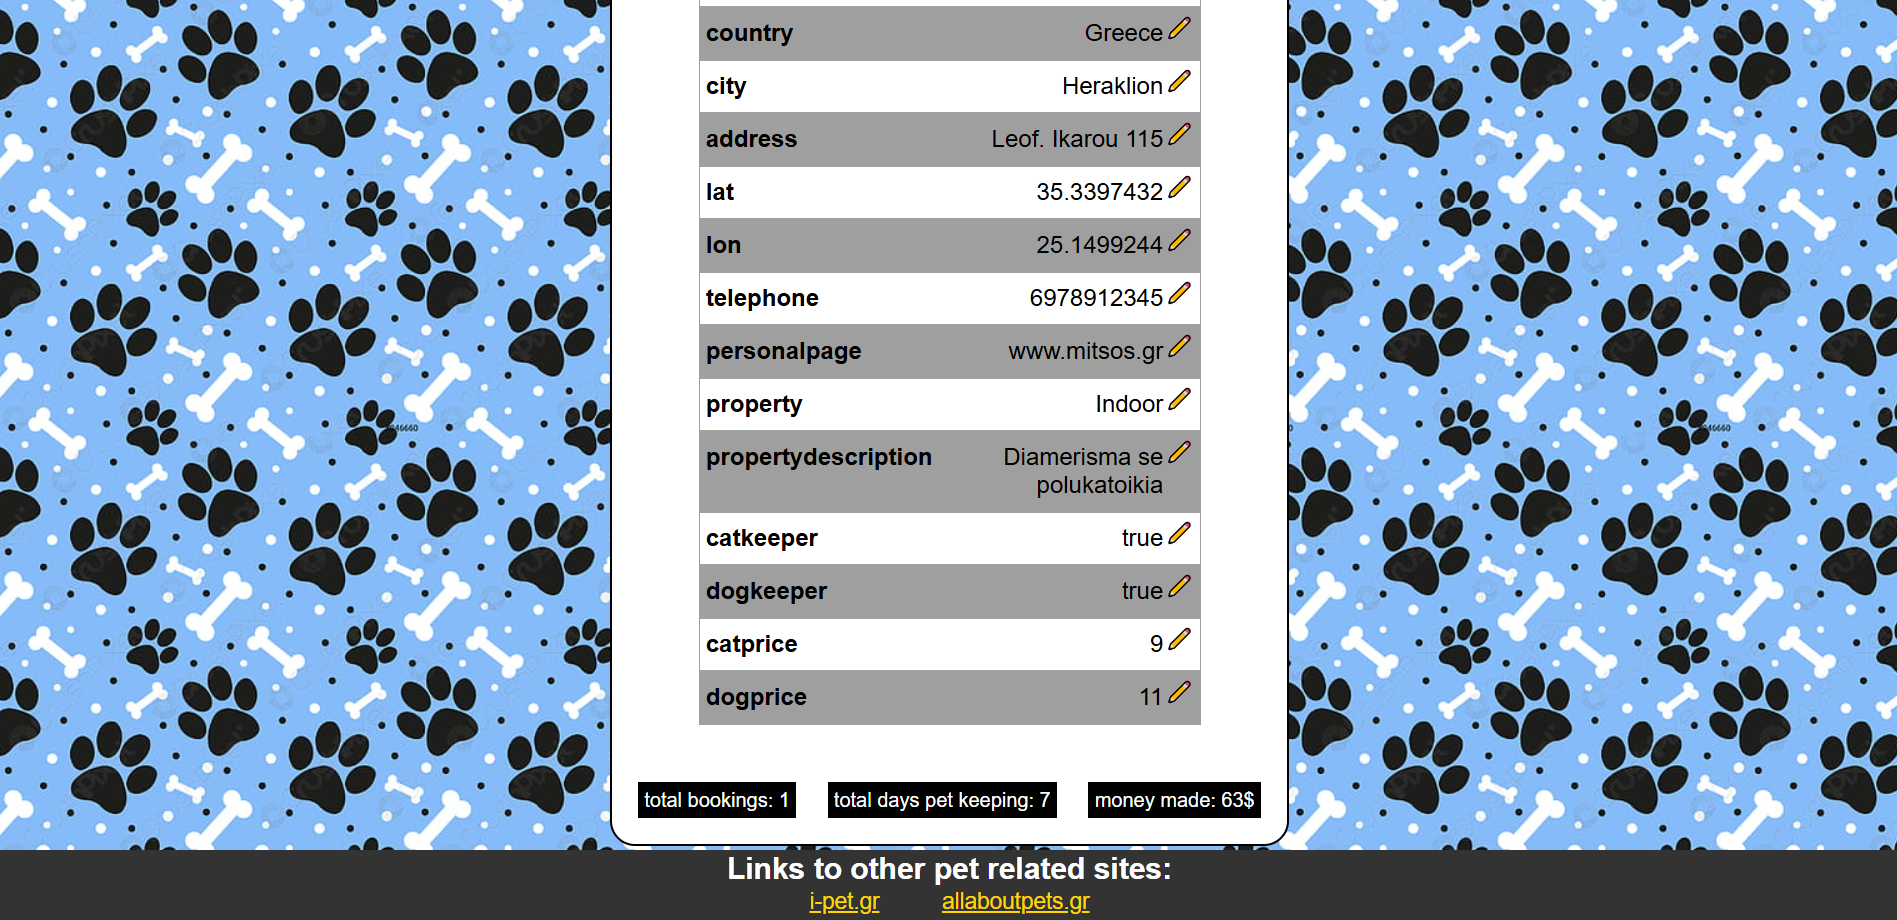 country Greece
city Heraklion
address Leof. Ikarou 115
lat 35.3397432
lon 25.1499244
telephone 6978912345
personalpage www.mitsos.gr
property Indoor
propertydescription Diamerisma se
polukatoikia
catkeeper true
dogkeeper true
catprice 9
dogprice 11
total bookings: 1 total days pet keeping: 7 money made: 63$
Links to other pet related sites:
i-pet.gr allaboutpets.gr